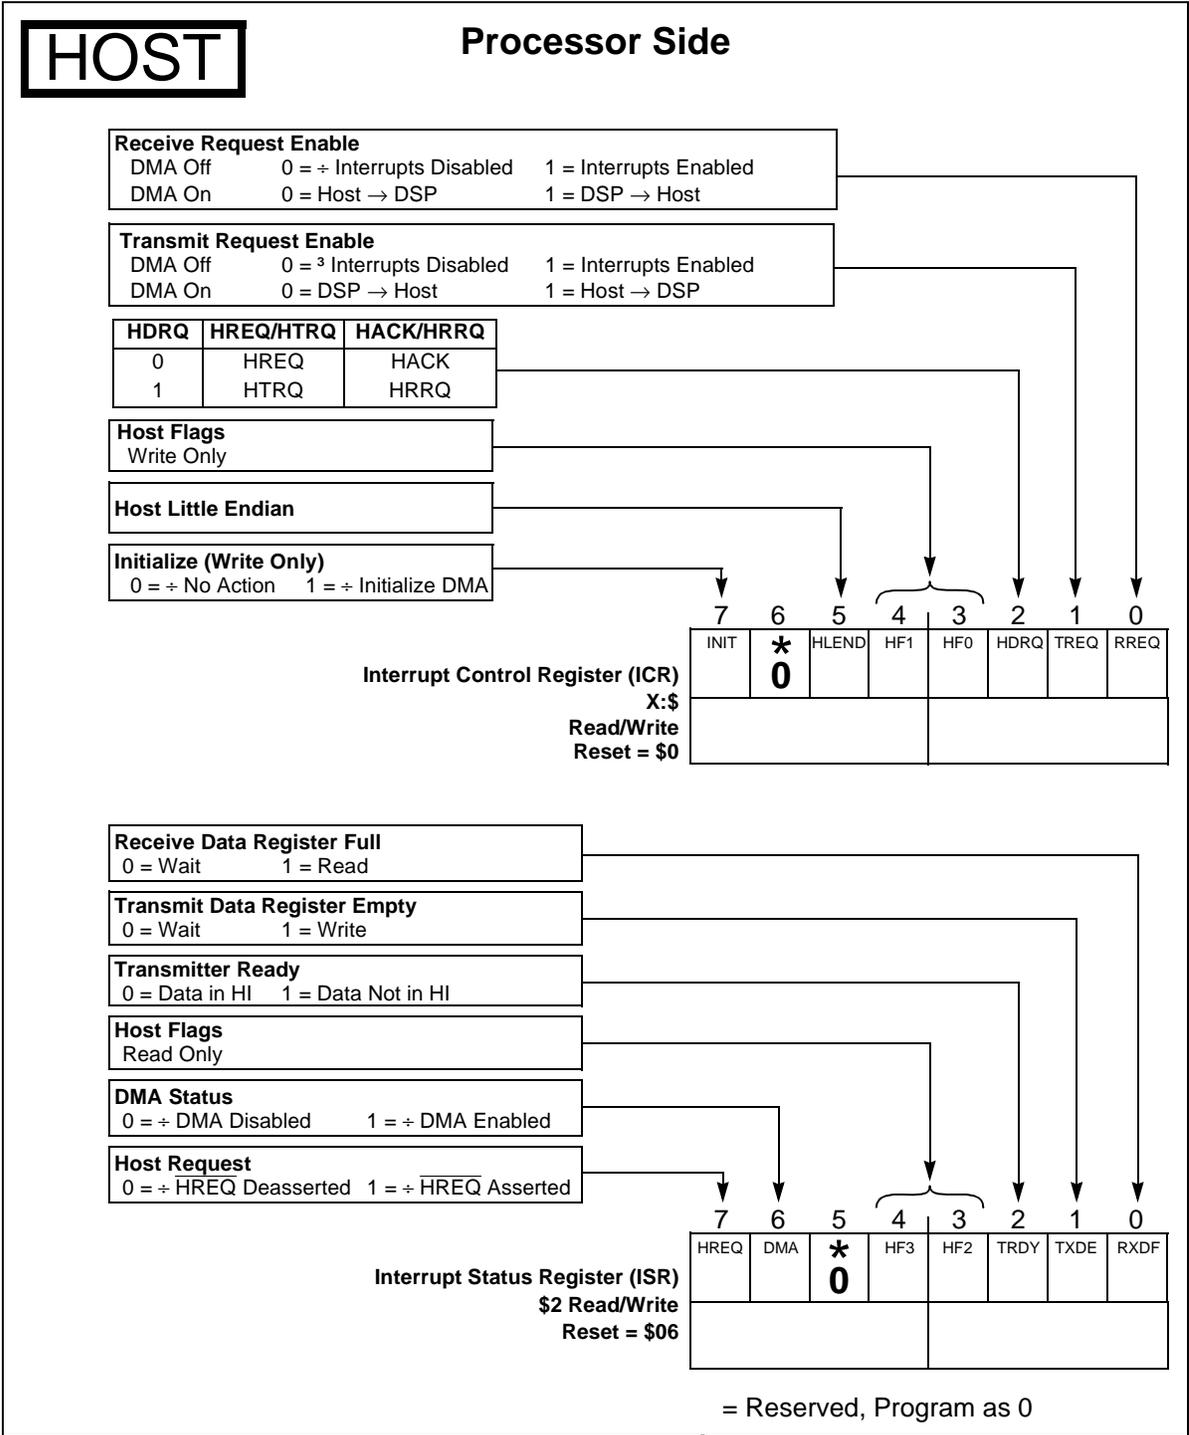 HOST
Processor Side
Receive Request Enable
DMA Off 0 = ÷ Interrupts Disabled 1 = Interrupts Enabled
DMA On 0 = Host → DSP 1 = DSP → Host
Transmit Request Enable
DMA Off 0 = ³ Interrupts Disabled 1 = Interrupts Enabled
DMA On 0 = DSP → Host 1 = Host → DSP
HDRQ HREQ/HTRQ HACK/HRRQ
0 HREQ HACK
1 HTRQ HRRQ
Host Flags
Write Only
Host Little Endian
Initialize (Write Only)
0 = ÷ No Action 1 = ÷ Initialize DMA
7 6 5 4 3 2 1 0
INIT * HLEND HF1 HF0 HDRQ TREQ RREQ
0
Interrupt Control Register (ICR)
X:$
Read/Write
Reset = $0
Receive Data Register Full
0 = Wait 1 = Read
Transmit Data Register Empty
0 = Wait 1 = Write
Transmitter Ready
0 = Data in HI 1 = Data Not in HI
Host Flags
Read Only
DMA Status
0 = ÷ DMA Disabled 1 = ÷ DMA Enabled
Host Request
0 = ÷ H̅R̅E̅Q̅ Deasserted 1 = ÷ H̅R̅E̅Q̅ Asserted
7 6 5 4 3 2 1 0
HREQ DMA * HF3 HF2 TRDY TXDE RXDF
0
Interrupt Status Register (ISR)
$2 Read/Write
Reset = $06
= Reserved, Program as 0